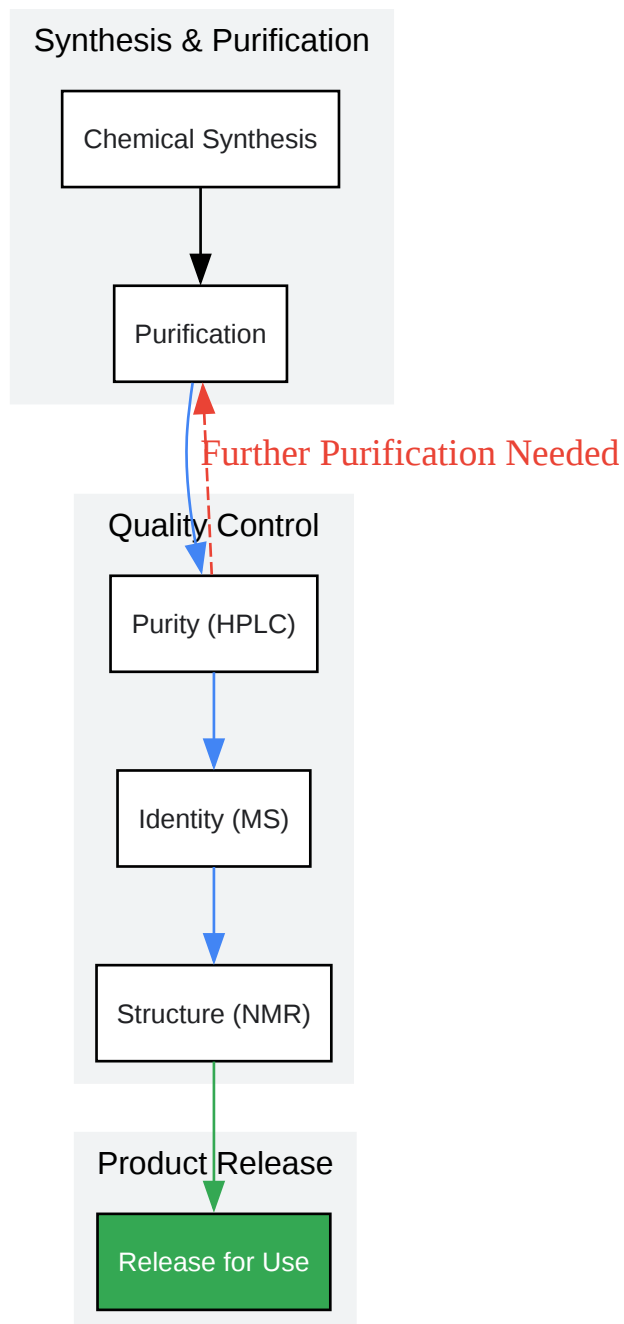 Synthesis & Purification
Chemical Synthesis
Purification
Further Purification Needed
Quality Control
Purity (HPLC)
Identity (MS)
Structure (NMR)
Product Release
Release for Use